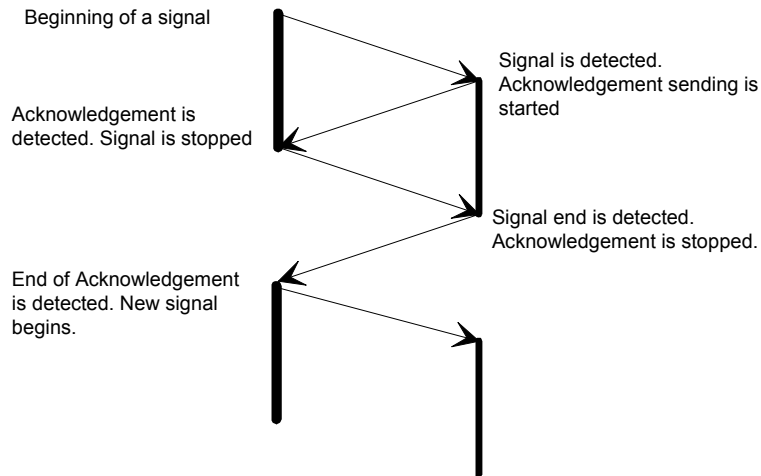 Beginning of a signal
Signal is detected.
Acknowledgement sending is
started
Acknowledgement is
detected. Signal is stopped
Signal end is detected.
Acknowledgement is stopped.
End of Acknowledgement
is detected. New signal
begins.